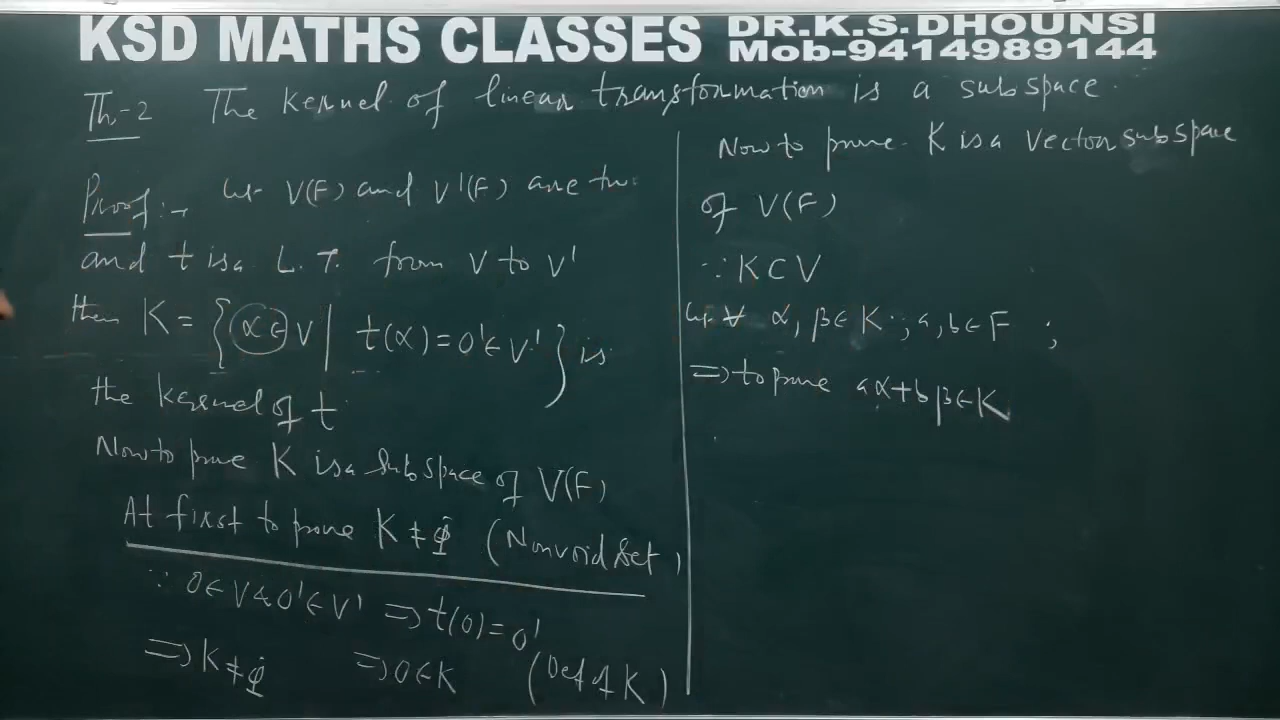 KSD MATHS CLASSES
DR.K.S.DHOUNSI
Mob-9414989144
Th-2 The Kernel of linear transformation is a subspace.
Proof:→ Let V(F) and V'(F) are two
and t is a L.T. from V to V'
then K = {α ∈ V | t(α) = 0' ∈ V'} is
the kernel of t
Now to prove K is a Subspace of V(F)
At first to prove K ≠ Φ (Nonvoid Set)
∵ 0 ∈ V & 0' ∈ V' ⇒ t(0) = 0'
⇒ K ≠ Φ ⇒ 0 ∈ K (Def of K)
Now to prove K is a Vector subspace
of V(F)
∵ K ⊂ V
Let ∀ α, β ∈ K ; a, b ∈ F ;
⇒ to prove aα + bβ ∈ K